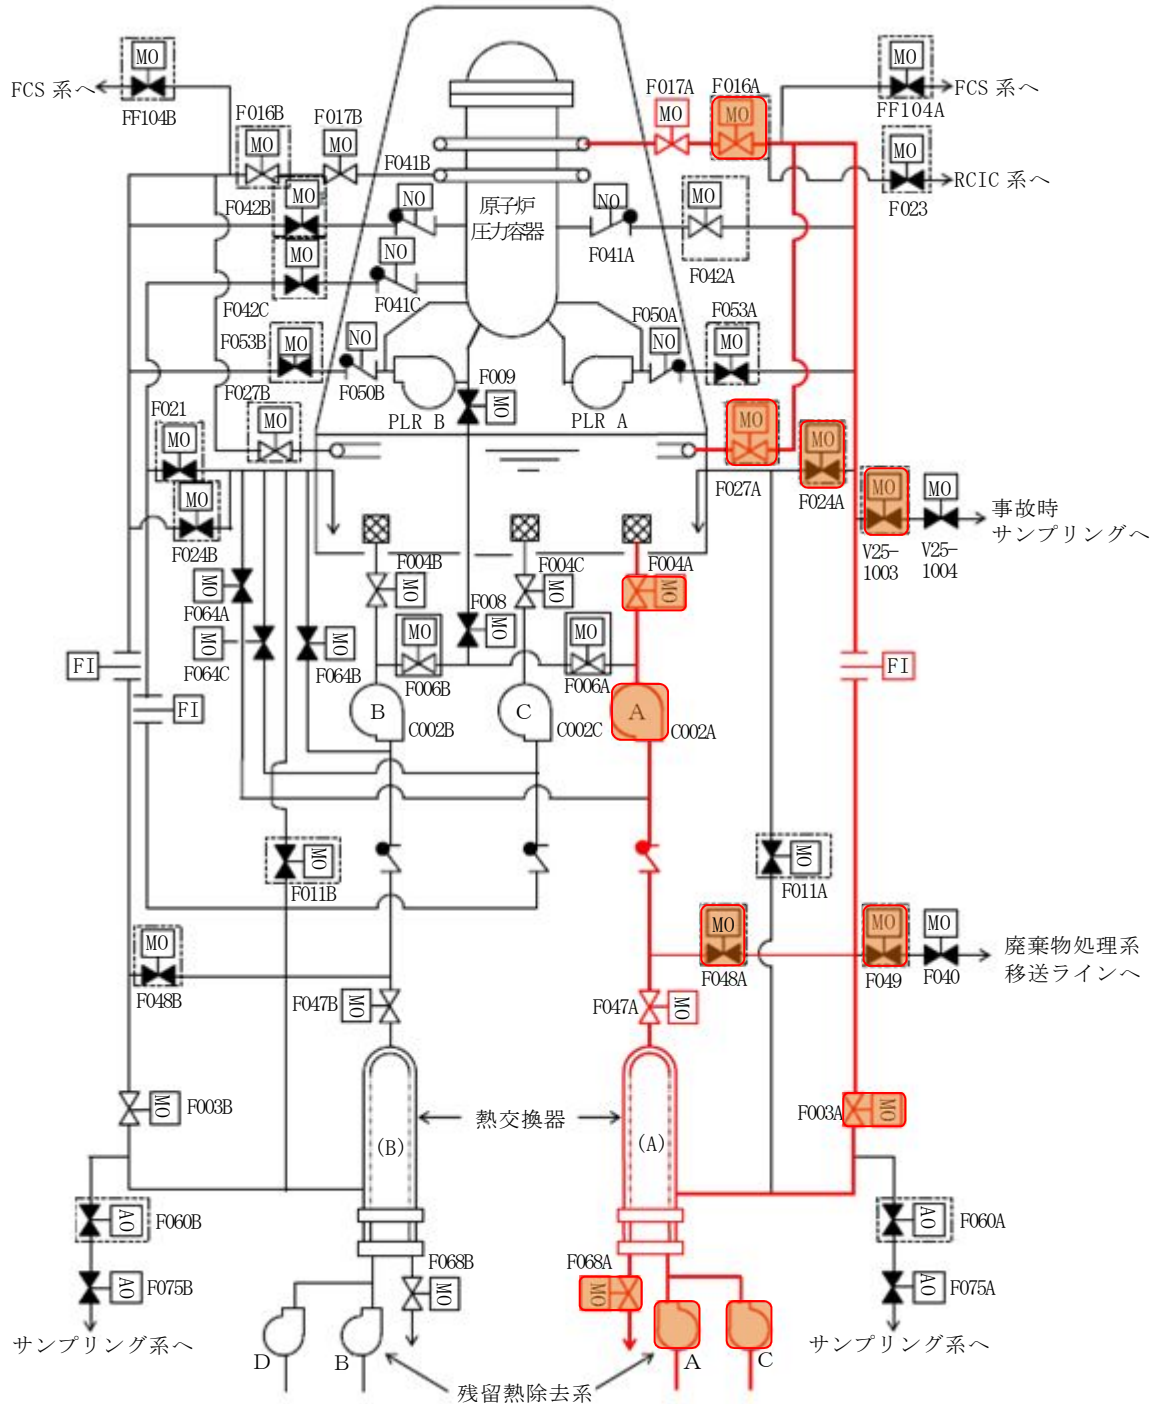 MO
MO
FCS 系へ
FF104B
F016B
F017B
MO
MO
F017A
F016A
MO
MO
FCS 系へ
FF104A
MO
RCIC 系へ
F023
F041B
MO
F042B
NO
原子炉
圧力容器
NO
F041A
MO
F042A
MO
F042C
NO
F041C
F053B
MO
NO
F050B
F050A
NO
F053A
MO
F027B
MO
F009
MO
PLR B
PLR A
F021
MO
MO
F024B
MO
F027A
MO
F024A
MO
V25-
1003
MO
V25-
1004
事故時
サンプリングへ
F004B
MO
F004C
MO
F004A
MO
F064A
MO
F064C
MO
F064B
MO
F008
MO
MO
F006B
MO
F006A
FI
FI
FI
B
C002B
C
C002C
A
C002A
MO
F011B
MO
F011A
MO
F048B
MO
F048A
MO
F049
MO
F040
廃棄物処理系
移送ラインへ
F047B
MO
F047A
MO
F003B
MO
熱交換器
(B)
(A)
F003A
MO
F060B
AO
F060A
AO
F075B
AO
F075A
AO
F068B
MO
F068A
MO
サンプリング系へ
サンプリング系へ
D
B
A
C
残留熱除去系